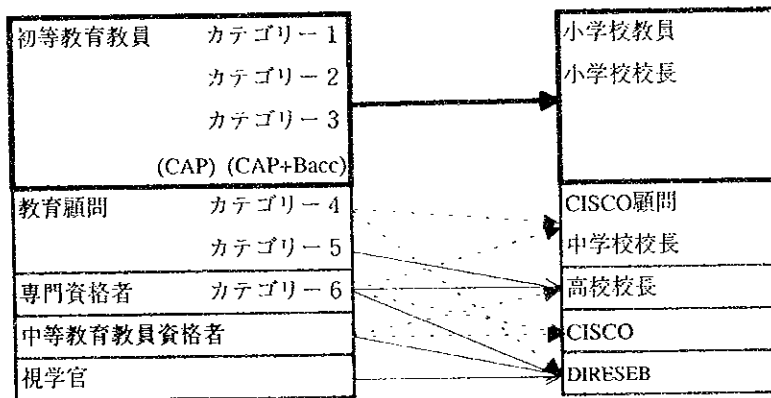 初等教育教員 カテゴリー1
カテゴリー2
カテゴリー3
(CAP) (CAP+Bacc)
教育顧問 カテゴリー4
カテゴリー5
専門資格者 カテゴリー6
中等教育教員資格者
視学官
小学校教員
小学校校長
CISCO顧問
中学校校長
高校校長
CISCO
DIRESEB